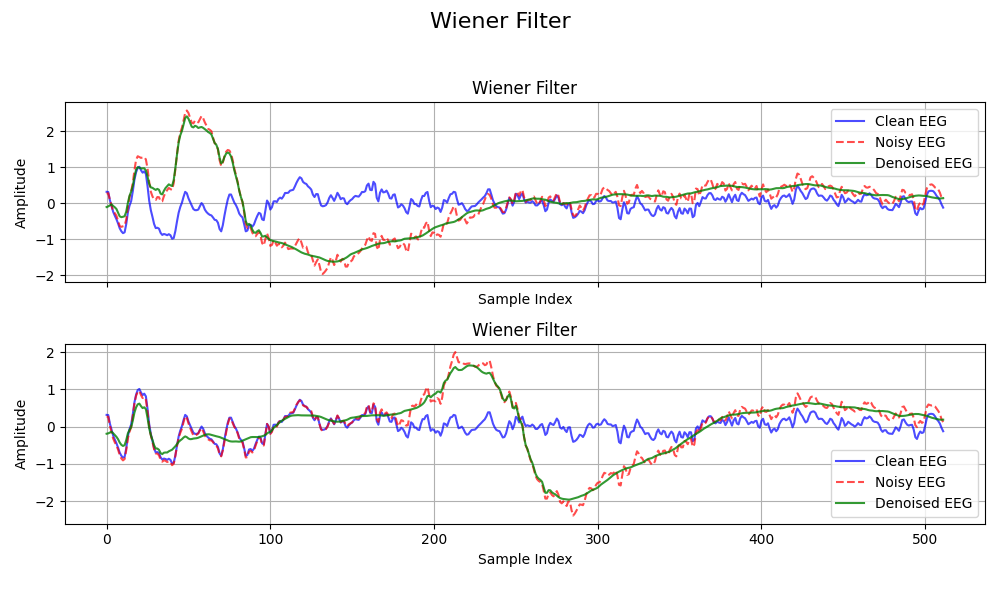 Wiener Filter
Wiener Filter
Amplitude
2
1
0
−1
−2
Clean EEG
Noisy EEG
Denoised EEG
Sample Index
Wiener Filter
Amplitude
2
1
0
−1
−2
Clean EEG
Noisy EEG
Denoised EEG
0 100 200 300 400 500
Sample Index